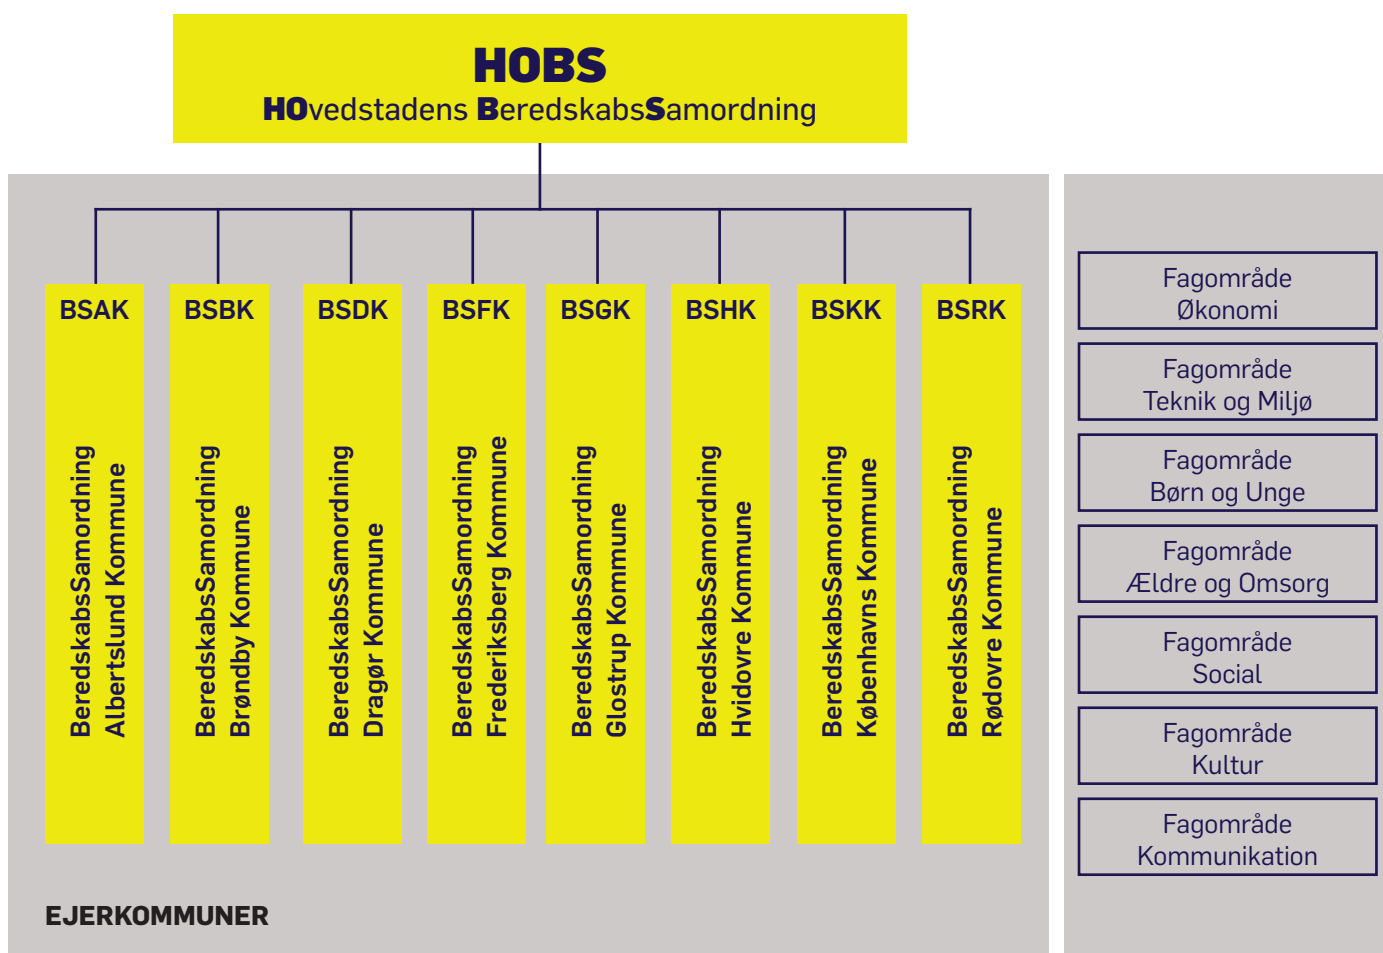 HOBS
HOvedstadens BeredskabsSamordning
BSAK
BeredskabsSamordning
Albertslund Kommune
BSBK
BeredskabsSamordning
Brøndby Kommune
BSDK
BeredskabsSamordning
Dragør Kommune
BSFK
BeredskabsSamordning
Frederiksberg Kommune
BSGK
BeredskabsSamordning
Glostrup Kommune
BSHK
BeredskabsSamordning
Hvidovre Kommune
BSKK
BeredskabsSamordning
Københavns Kommune
BSRK
BeredskabsSamordning
Rødovre Kommune
EJERKOMMUNER
Fagområde
Økonomi
Fagområde
Teknik og Miljø
Fagområde
Børn og Unge
Fagområde
Ældre og Omsorg
Fagområde
Social
Fagområde
Kultur
Fagområde
Kommunikation